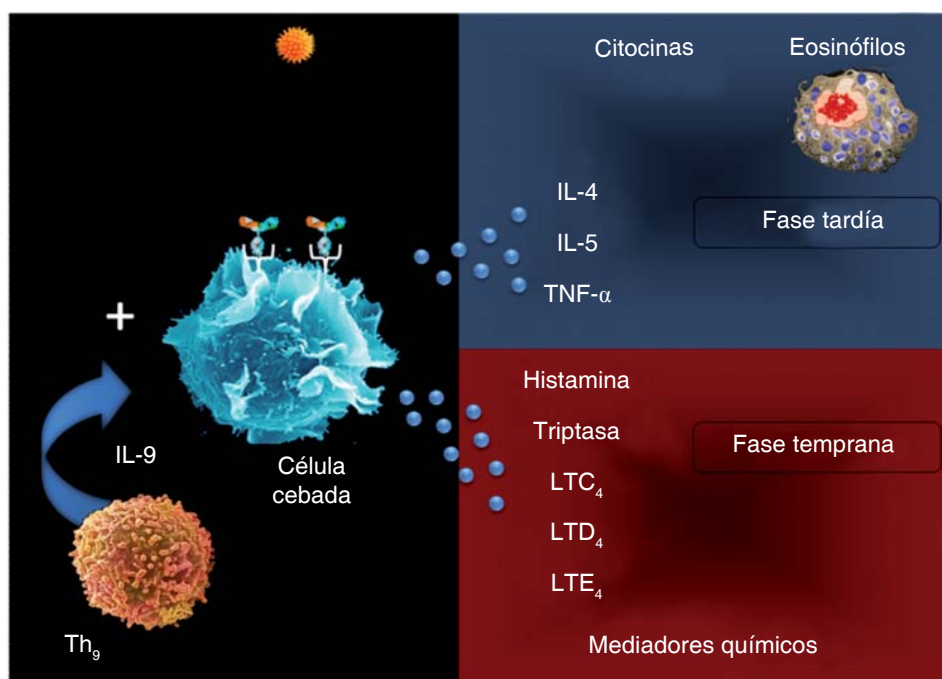 Citocinas
Eosinófilos
IL-4
Fase tardía
IL-5
TNF-α
+
Histamina
Triptasa
Fase temprana
IL-9
Célula
cebada
LTC₄
LTD₄
LTE₄
Th₉
Mediadores químicos